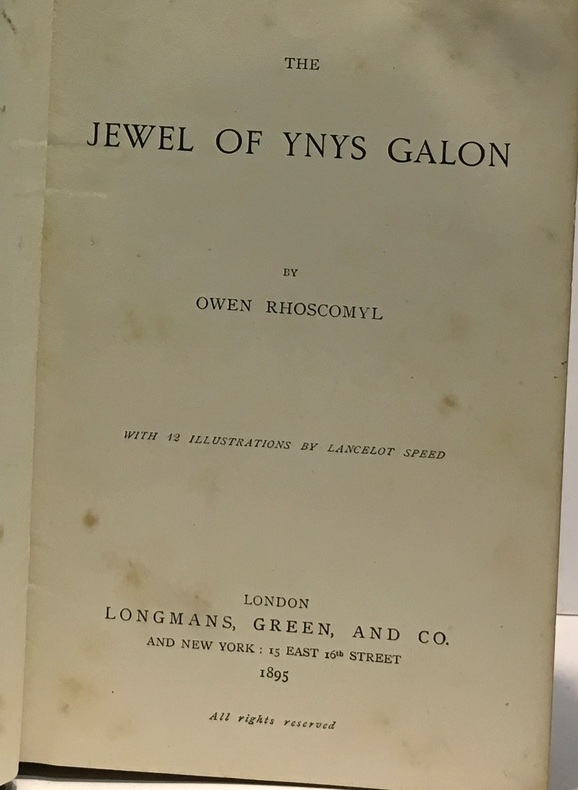 THE
JEWEL OF YNYS GALON
BY
OWEN RHOSCOMYL
WITH 12 ILLUSTRATIONS BY LANCELOT SPEED
LONDON
LONGMANS, GREEN, AND CO.
AND NEW YORK : 15 EAST 16th STREET
1895
All rights reserved